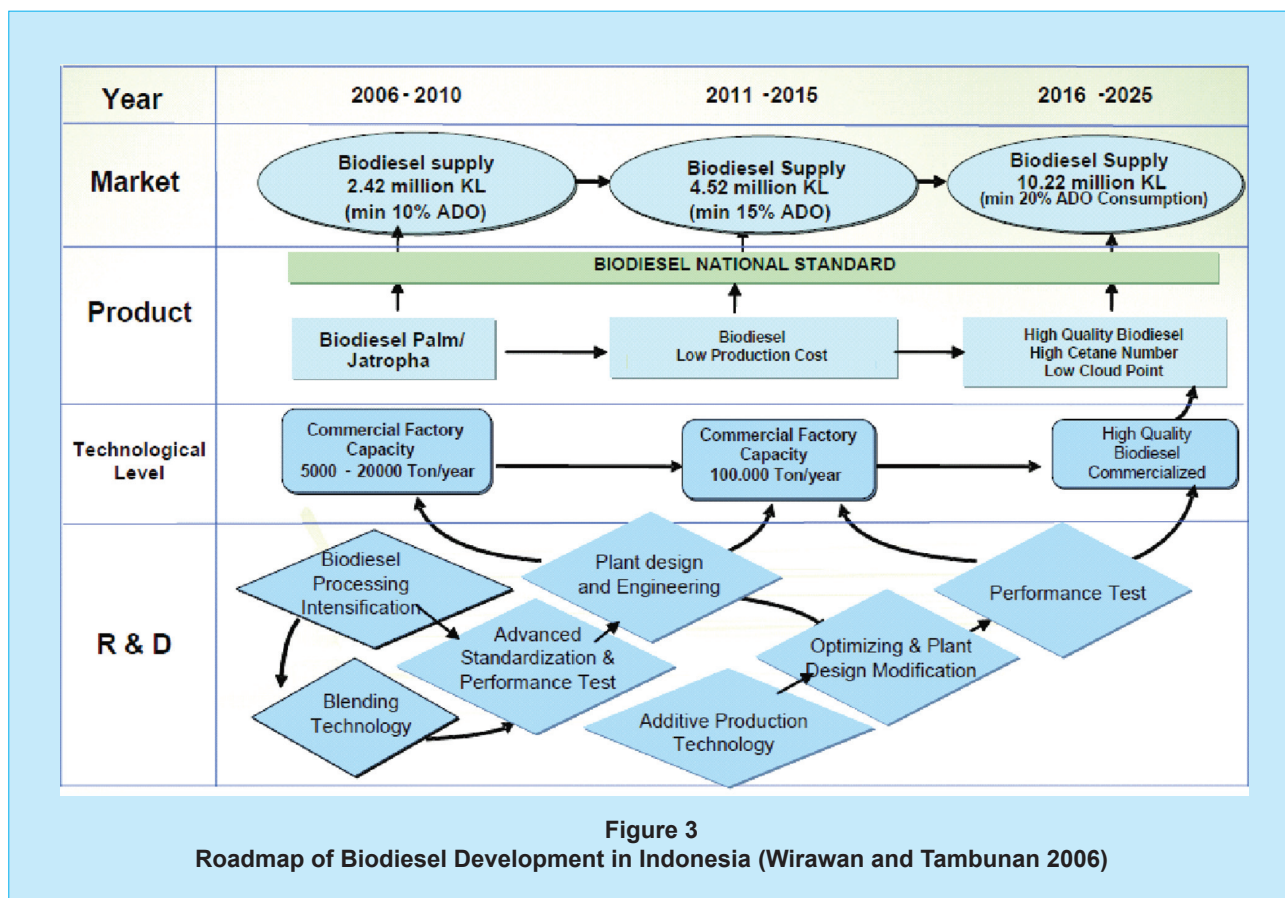 Year
2006 - 2010
2011 -2015
2016 -2025
Market
Biodiesel supply
2.42 million KL
(min 10% ADO)
Biodiesel Supply
4.52 million KL
(min 15% ADO)
Biodiesel Supply
10.22 million KL
(min 20% ADO Consumption)
BIODIESEL NATIONAL STANDARD
Product
Biodiesel Palm/
Jatropha
Biodiesel
Low Production Cost
High Quality Biodiesel
High Cetane Number
Low Cloud Point
Technological
Level
Commercial Factory
Capacity
5000 - 20000 Ton/year
Commercial Factory
Capacity
100.000 Ton/year
High Quality
Biodiesel
Commercialized
R & D
Biodiesel
Processing
Intensification
Blending
Technology
Advanced
Standardization &
Performance Test
Plant design
and Engineering
Additive Production
Technology
Optimizing & Plant
Design Modification
Performance Test
Figure 3
Roadmap of Biodiesel Development in Indonesia (Wirawan and Tambunan 2006)